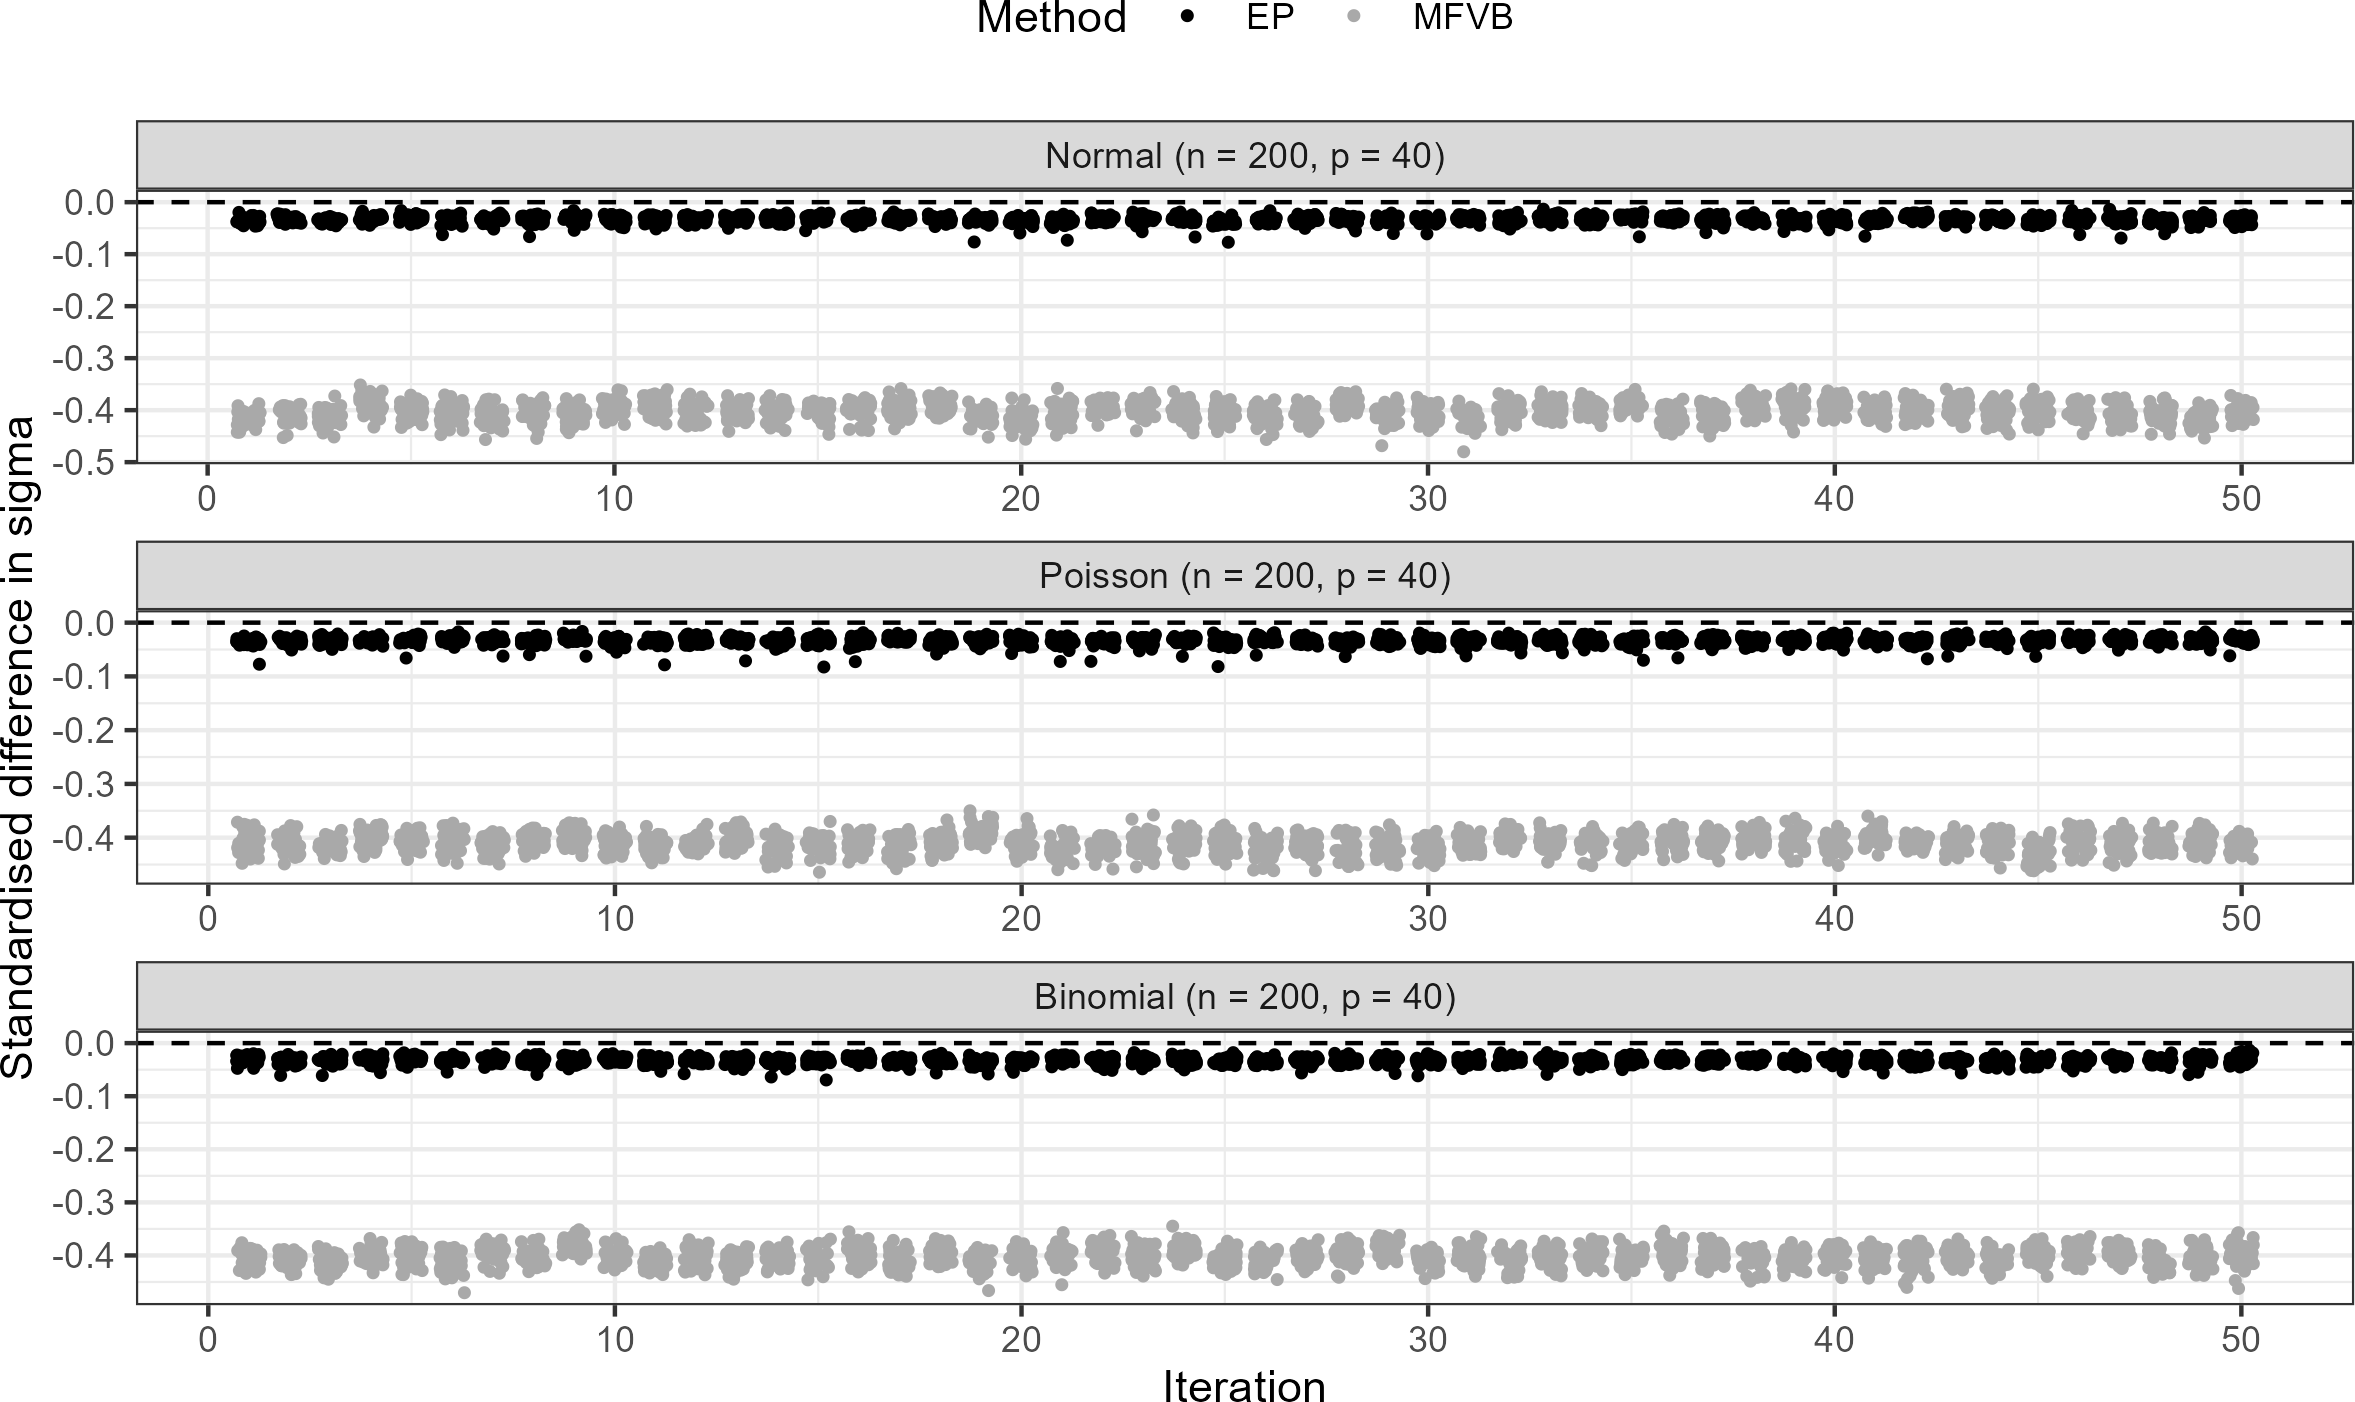 Method EP MFVB
Standardised difference in sigma
Normal (n = 200, p = 40)
0.0
-0.1
-0.2
-0.3
-0.4
-0.5
0 10 20 30 40 50
Poisson (n = 200, p = 40)
0.0
-0.1
-0.2
-0.3
-0.4
0 10 20 30 40 50
Binomial (n = 200, p = 40)
0.0
-0.1
-0.2
-0.3
-0.4
0 10 20 30 40 50
Iteration